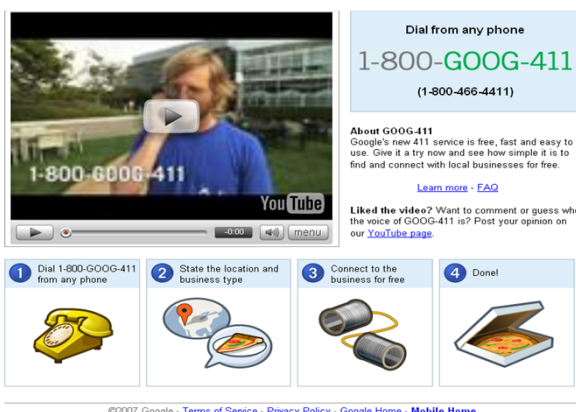 1-800-GOOG-411
YouTube
-0:00
menu
Dial from any phone
1-800-GOOG-411
(1-800-466-4411)
About GOOG-411
Google's new 411 service is free, fast and easy to
use. Give it a try now and see how simple it is to
find and connect with local businesses for free.
Learn more - FAQ
Liked the video? Want to comment or guess who
the voice of GOOG-411 is? Post your opinion on
our YouTube page.
1 Dial 1-800-GOOG-411
from any phone
2 State the location and
business type
3 Connect to the
business for free
4 Done!
©2007 Google - Terms of Service - Privacy Policy - Google Home - Mobile Home